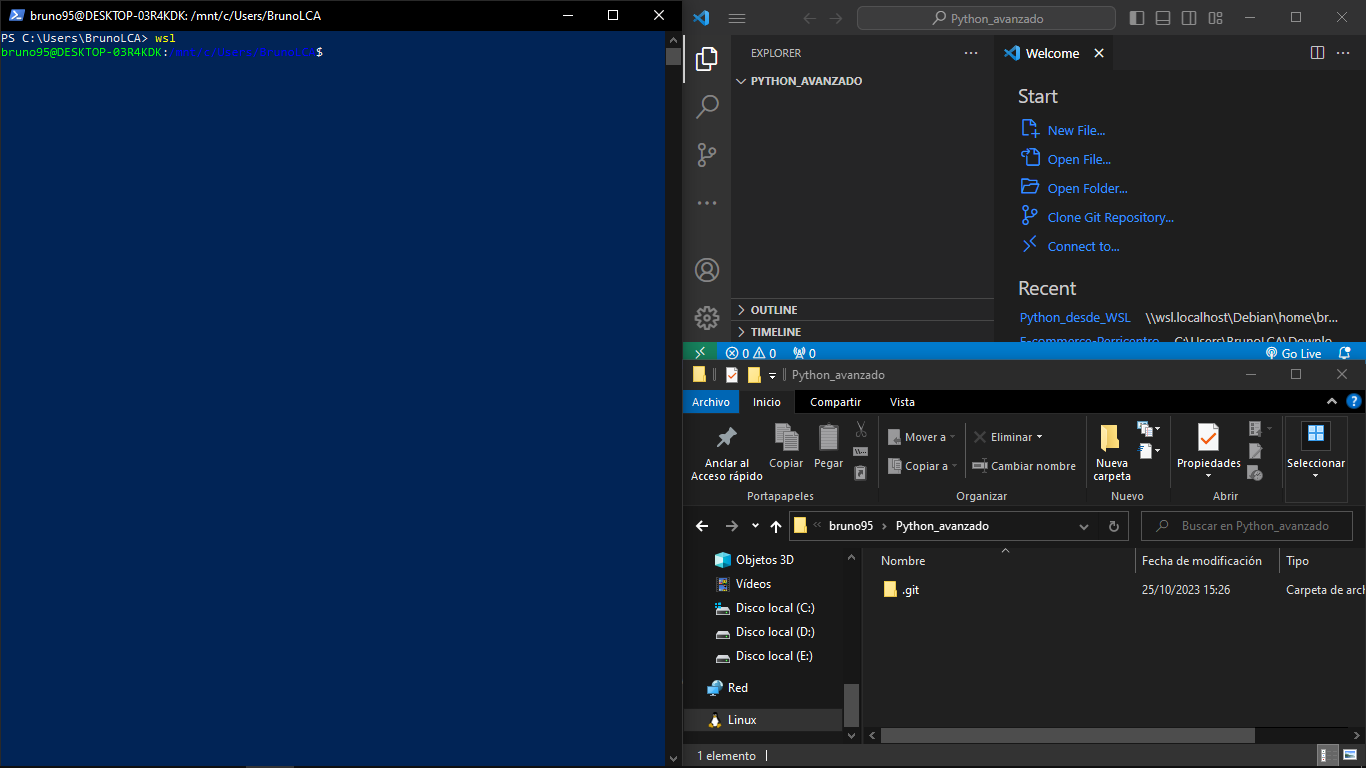 bruno95@DESKTOP-03R4KDK: /mnt/c/Users/BrunoLCA
PS C:\Users\BrunoLCA> wsl
bruno95@DESKTOP-03R4KDK:/mnt/c/Users/BrunoLCA$
Python_avanzado
EXPLORER
PYTHON_AVANZADO
OUTLINE
TIMELINE
Welcome
Start
New File...
Open File...
Open Folder...
Clone Git Repository...
Connect to...
Recent
Python_desde_WSL \\wsl.localhost\Debian\home\br...
E-commerce-Perricentro C:\Users\BrunoLCA\Downlo...
0 0 0 Go Live
Python_avanzado
Archivo Inicio Compartir Vista
Anclar al
Acceso rápido
Copiar
Pegar
Portapapeles
Mover a
Copiar a
Eliminar
Cambiar nombre
Organizar
Nueva
carpeta
Nuevo
Propiedades
Abrir
Seleccionar
bruno95 Python_avanzado
Buscar en Python_avanzado
Objetos 3D
Vídeos
Disco local (C:)
Disco local (D:)
Disco local (E:)
Red
Linux
Nombre Fecha de modificación Tipo
.git 25/10/2023 15:26 Carpeta de arch
1 elemento